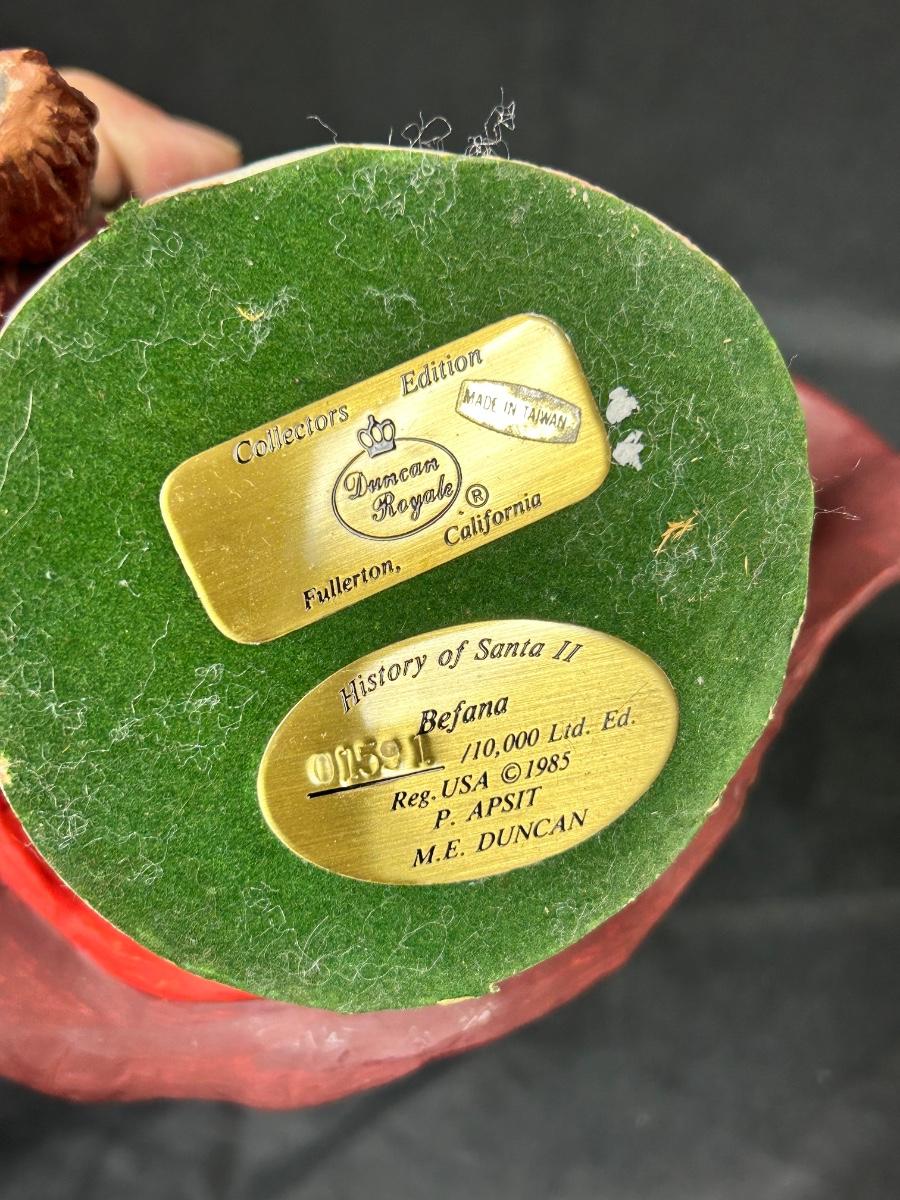 Collectors Edition
MADE IN TAIWAN
Duncan
Royale ®
Fullerton, California
History of Santa II
Befana
01591 /10,000 Ltd. Ed.
Reg. USA ©1985
P. APSIT
M.E. DUNCAN